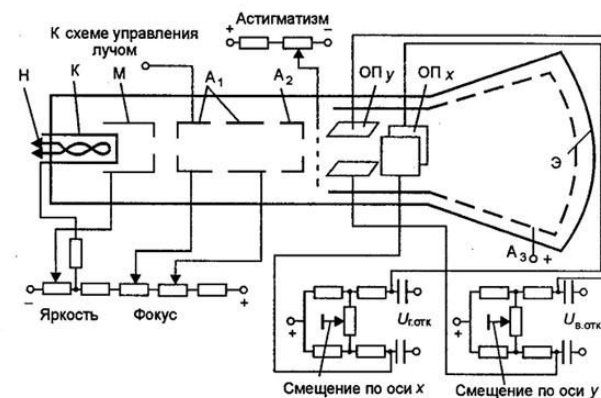 Астигматизм
+
–
К схеме управления
лучом
Н
К
М
А1
А2
ОП y
ОП x
Э
А3
+
–
+
Яркость
Фокус
+
Uг.отк
+
Uв.отк
Смещение по оси x
Смещение по оси y